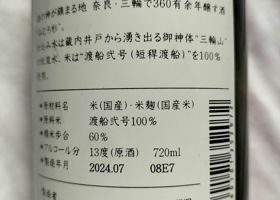 の神が鎮まる地 奈良・三輪で360有余年醸す酒
込み水は蔵内井戸から湧き出る御神体"三輪山"
伏流水、米は"渡船弐号(短稈渡船)"を100%
使用。
●原材料名 米(国産)・米麹(国産米)
●原料米 渡船弐号100%
●精米歩合 60%
●アルコール分 13度(原酒) 720ml
●製造年月 2024.07 08E7
製造者